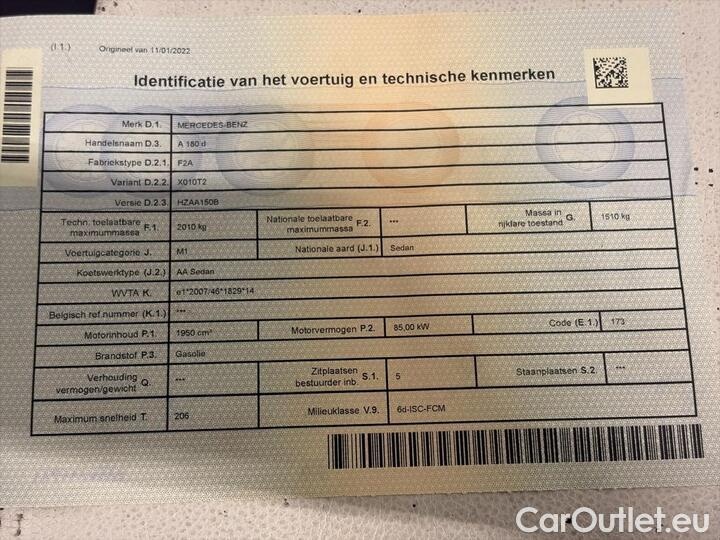 (I.1.) Origineel van 11/01/2022
Identificatie van het voertuig en technische kenmerken
Merk D.1. MERCEDES-BENZ
Handelsnaam D.3. A 180 d
Fabriekstype D.2.1. F2A
Variant D.2.2. X010T2
Versie D.2.3. HZAA150B
Techn. toelaatbare maximummassa F.1. 2010 kg Nationale toelaatbare maximummassa F.2. *** Massa in rijklare toestand G. 1510 kg
Voertuigcategorie J. M1 Nationale aard (J.1.) Sedan
Koetswerktype (J.2.) AA Sedan
WVTA K. e1*2007/46*1829*14
Belgisch ref nummer (K.1.) ***
Motorinhoud P.1. 1950 cm³ Motorvermogen P.2. 85,00 kW Code (E.1.) 173
Brandstof P.3. Gasolie
Verhouding vermogen/gewicht Q. *** Zitplaatsen bestuurder inb. S.1. 5 Staanplaatsen S.2. ***
Maximum snelheid T. 206 Milieuklasse V.9. 6d-ISC-FCM
CarOutlet.eu